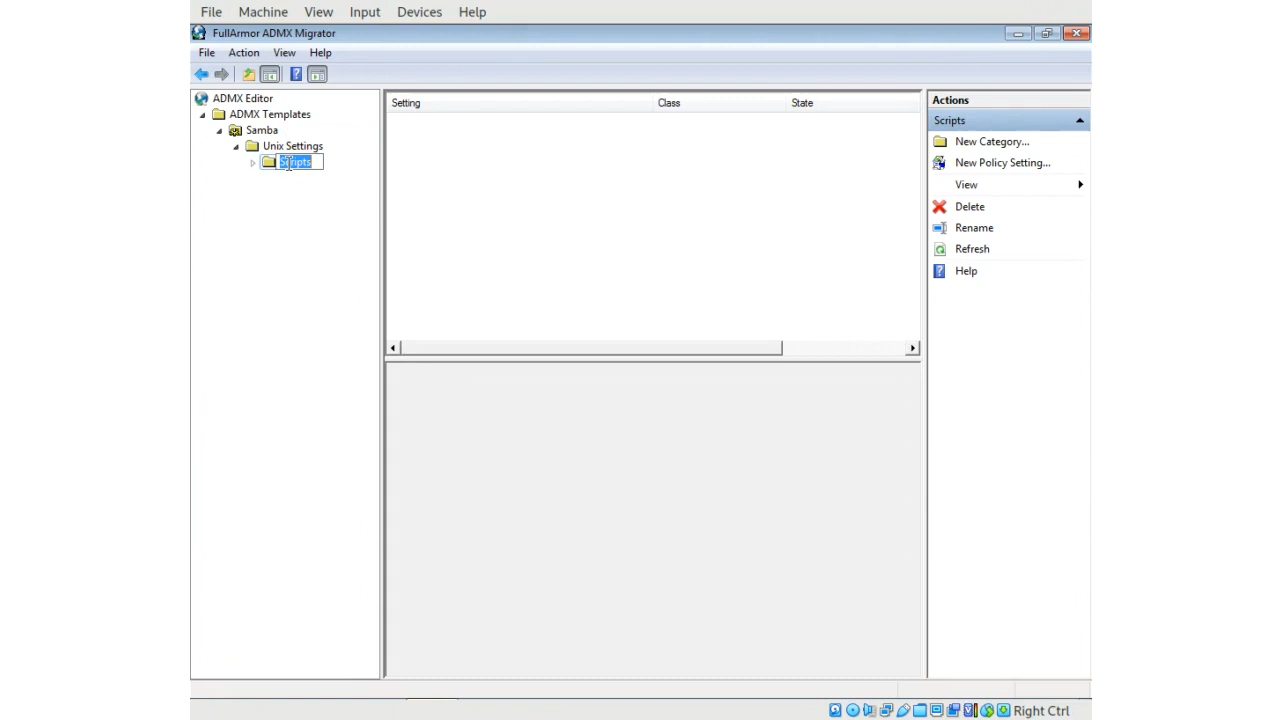 File Machine View Input Devices Help
FullArmor ADMX Migrator
File Action View Help
ADMX Editor
ADMX Templates
Samba
Unix Settings
Scripts
Setting Class State
Actions
Scripts
New Category...
New Policy Setting...
View
Delete
Rename
Refresh
Help
Right Ctrl